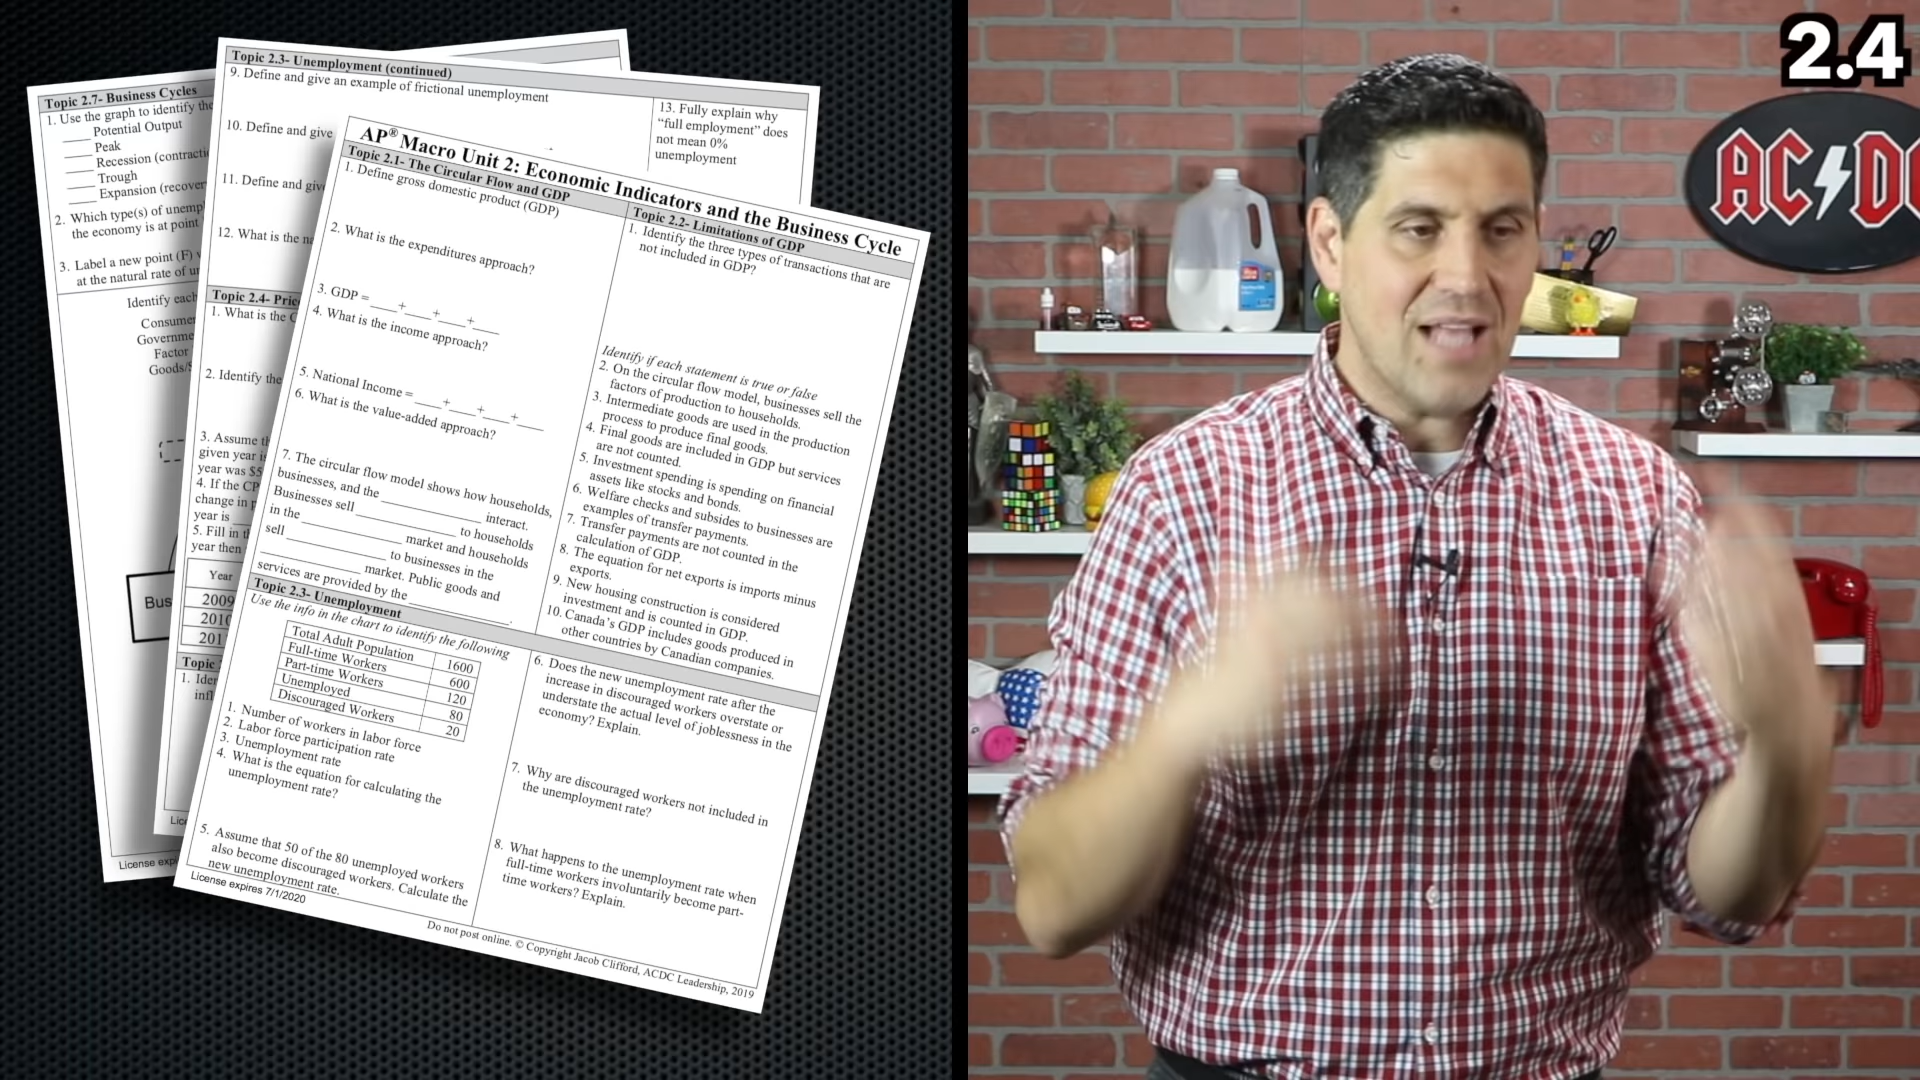 Topic 2.7- Business Cycles
1. Use the graph to identify the
____ Potential Output
____ Peak
____ Recession (contracti
____ Trough
____ Expansion (recover
2. Which type(s) of unemp
the economy is at point
3. Label a new point (F)
at the natural rate of u
Identify each
Consume
Governme
Factor
Goods/S
Bus
License exp
Topic 2.3- Unemployment (continued)
9. Define and give an example of frictional unemployment
10. Define and give
11. Define and giv
12. What is the na
13. Fully explain why
“full employment” does
not mean 0%
unemployment
Topic 2.4- Pric
1. What is the C
2. Identify the
3. Assume th
given year i
year was $5
4. If the CP
change in p
year is
5. Fill in th
year then
Year
2009
2010
201
Topic
1. Iden
infl
Lice
AP® Macro Unit 2: Economic Indicators and the Business Cycle
Topic 2.1- The Circular Flow and GDP
1. Define gross domestic product (GDP)
2. What is the expenditures approach?
3. GDP = ____+____+____+____
4. What is the income approach?
5. National Income = ____+____+____+____
6. What is the value-added approach?
7. The circular flow model shows how households,
businesses, and the ______________ interact.
Businesses sell ______________ to households
in the ______________ market and households
sell ______________ to businesses in the
______________ market. Public goods and
services are provided by the ______________.
Topic 2.2- Limitations of GDP
1. Identify the three types of transactions that are
not included in GDP?
Identify if each statement is true or false
2. On the circular flow model, businesses sell the
factors of production to households.
3. Intermediate goods are used in the production
process to produce final goods.
4. Final goods are included in GDP but services
are not counted.
5. Investment spending is spending on financial
assets like stocks and bonds.
6. Welfare checks and subsides to businesses are
examples of transfer payments.
7. Transfer payments are not counted in the
calculation of GDP.
8. The equation for net exports is imports minus
exports.
9. New housing construction is considered
investment and is counted in GDP.
10. Canada’s GDP includes goods produced in
other countries by Canadian companies.
Topic 2.3- Unemployment
Use the info in the chart to identify the following
Total Adult Population 1600
Full-time Workers 600
Part-time Workers 120
Unemployed 80
Discouraged Workers 20
1. Number of workers in labor force
2. Labor force participation rate
3. Unemployment rate
4. What is the equation for calculating the
unemployment rate?
5. Assume that 50 of the 80 unemployed workers
also become discouraged workers. Calculate the
new unemployment rate.
6. Does the new unemployment rate after the
increase in discouraged workers overstate or
understate the actual level of joblessness in the
economy? Explain.
7. Why are discouraged workers not included in
the unemployment rate?
8. What happens to the unemployment rate when
full-time workers involuntarily become part-
time workers? Explain.
License expires 7/1/2020
Do not post online. © Copyright Jacob Clifford, ACDC Leadership, 2019
2.4
AC DC